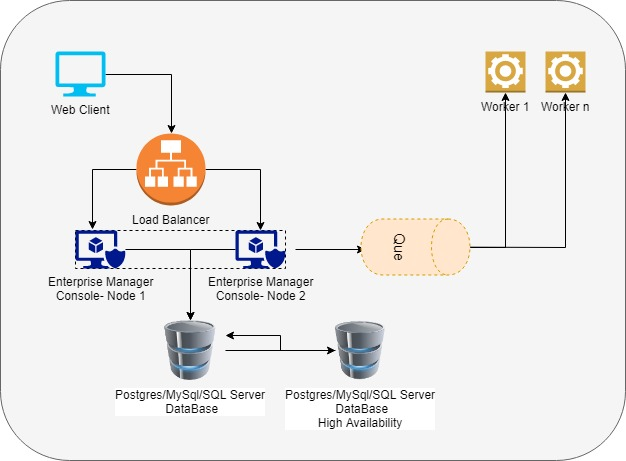 Web Client
Worker 1
Worker n
Load Balancer
Enterprise Manager
Console- Node 1
Enterprise Manager
Console- Node 2
Que
Postgres/MySql/SQL Server
DataBase
Postgres/MySql/SQL Server
DataBase
High Availability